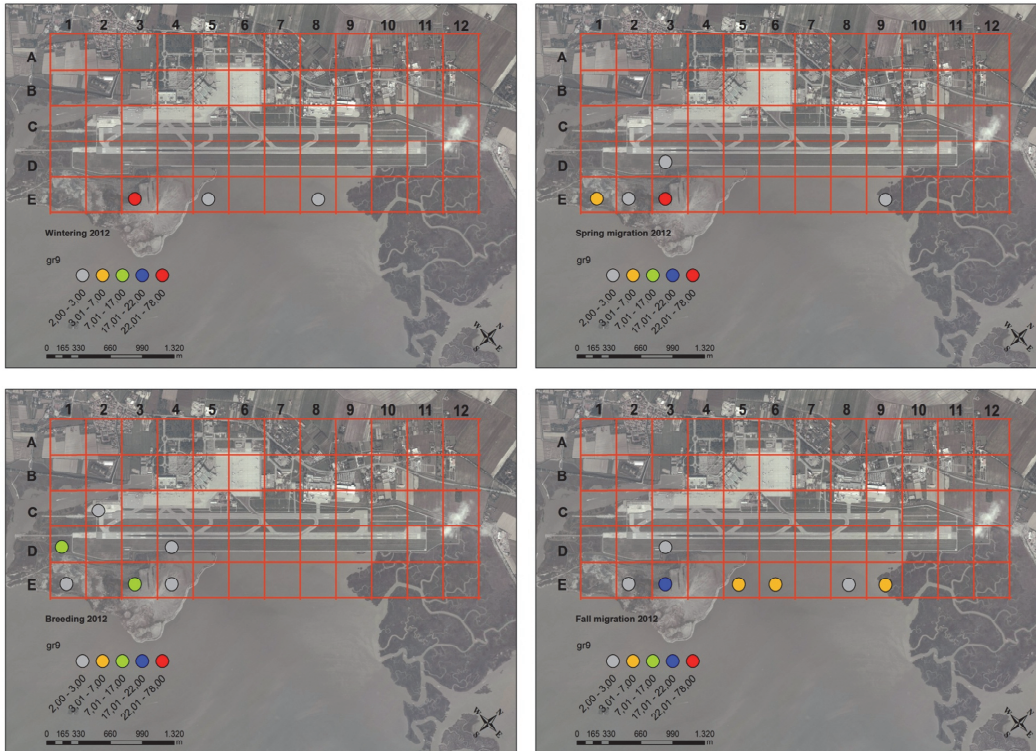 1 2 3 4 5 6 7 8 9 10 11 12
A
B
C
D
E
Wintering 2012
gr9
2,00 - 3,00
3,01 - 7,00
7,01 - 17,00
17,01 - 22,00
22,01 - 78,00
0 165 330 660 990 1.320
m
N
S
E
W
1 2 3 4 5 6 7 8 9 10 11 12
A
B
C
D
E
Spring migration 2012
gr9
2,00 - 3,00
3,01 - 7,00
7,01 - 17,00
17,01 - 22,00
22,01 - 78,00
0 165 330 660 990 1.320
m
N
S
E
W
1 2 3 4 5 6 7 8 9 10 11 12
A
B
C
D
E
Breeding 2012
gr9
2,00 - 3,00
3,01 - 7,00
7,01 - 17,00
17,01 - 22,00
22,01 - 78,00
0 165 330 660 990 1.320
m
N
S
E
W
1 2 3 4 5 6 7 8 9 10 11 12
A
B
C
D
E
Fall migration 2012
gr9
2,00 - 3,00
3,01 - 7,00
7,01 - 17,00
17,01 - 22,00
22,01 - 78,00
0 165 330 660 990 1.320
m
N
S
E
W